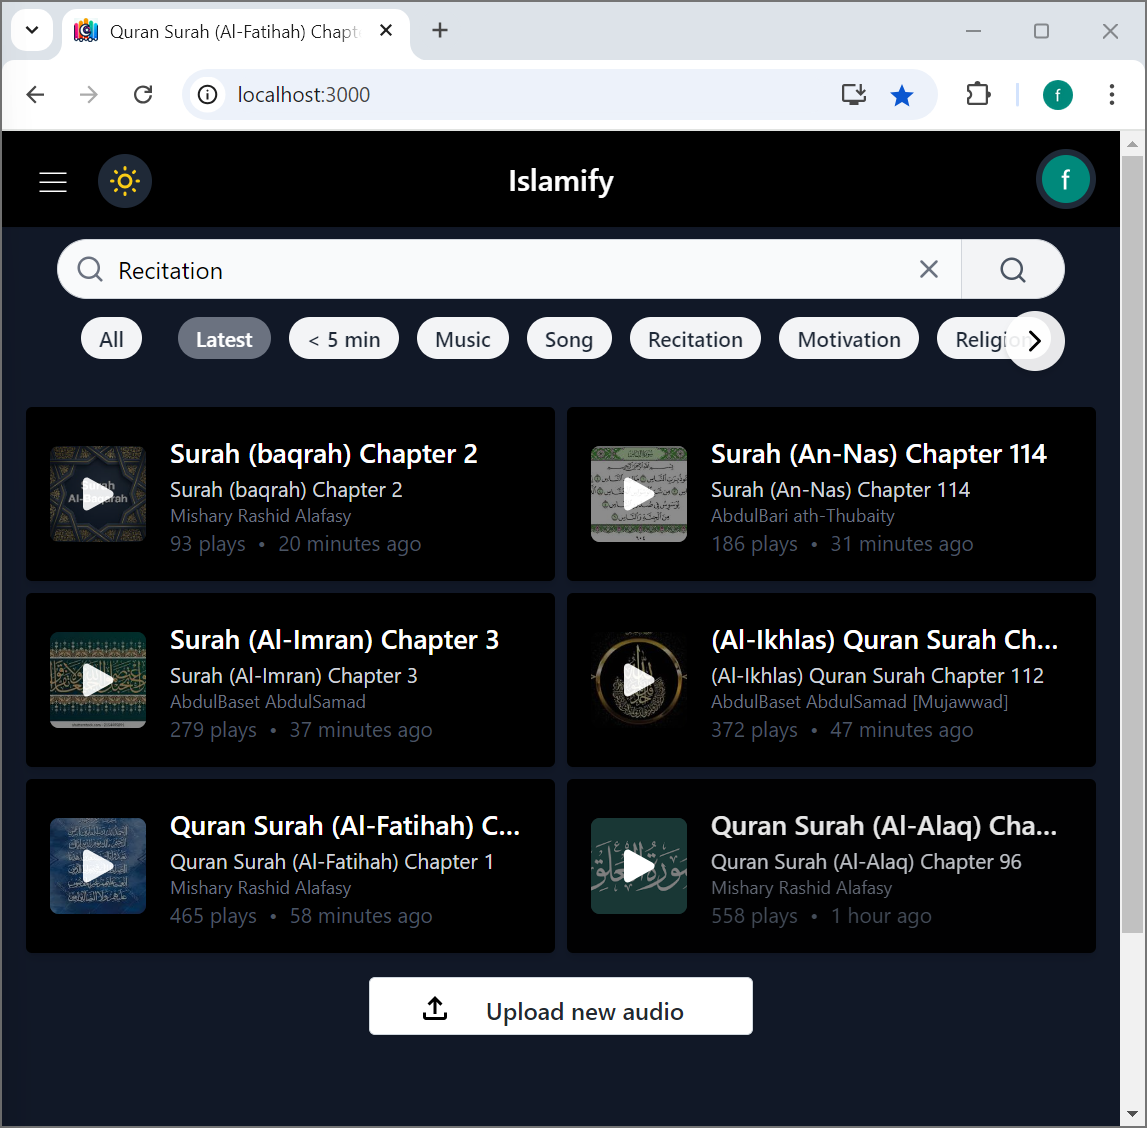 Quran Surah (Al-Fatihah) Chapt
localhost:3000
f
Islamify
f
Recitation
All
Latest
< 5 min
Music
Song
Recitation
Motivation
Religion
Surah (baqrah) Chapter 2
Surah (baqrah) Chapter 2
Mishary Rashid Alafasy
93 plays • 20 minutes ago
Surah
Al-Baqarah
Surah (An-Nas) Chapter 114
Surah (An-Nas) Chapter 114
AbdulBari ath-Thubaity
186 plays • 31 minutes ago
Surah (Al-Imran) Chapter 3
Surah (Al-Imran) Chapter 3
AbdulBaset AbdulSamad
279 plays • 37 minutes ago
(Al-Ikhlas) Quran Surah Ch...
(Al-Ikhlas) Quran Surah Chapter 112
AbdulBaset AbdulSamad [Mujawwad]
372 plays • 47 minutes ago
Quran Surah (Al-Fatihah) C...
Quran Surah (Al-Fatihah) Chapter 1
Mishary Rashid Alafasy
465 plays • 58 minutes ago
سورة العلق
Quran Surah (Al-Alaq) Cha...
Quran Surah (Al-Alaq) Chapter 96
Mishary Rashid Alafasy
558 plays • 1 hour ago
Upload new audio